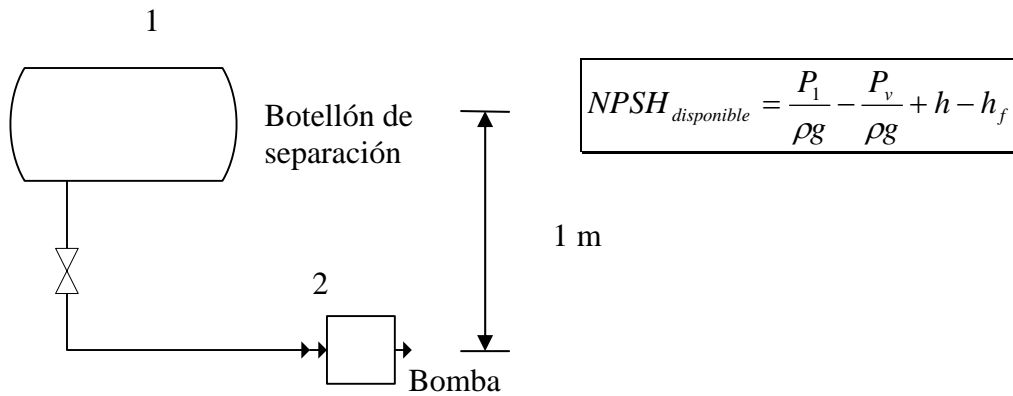 1
Botellón de
separación
NPSH_disponible = P_1/ρg − P_v/ρg + h − h_f
1 m
2
Bomba